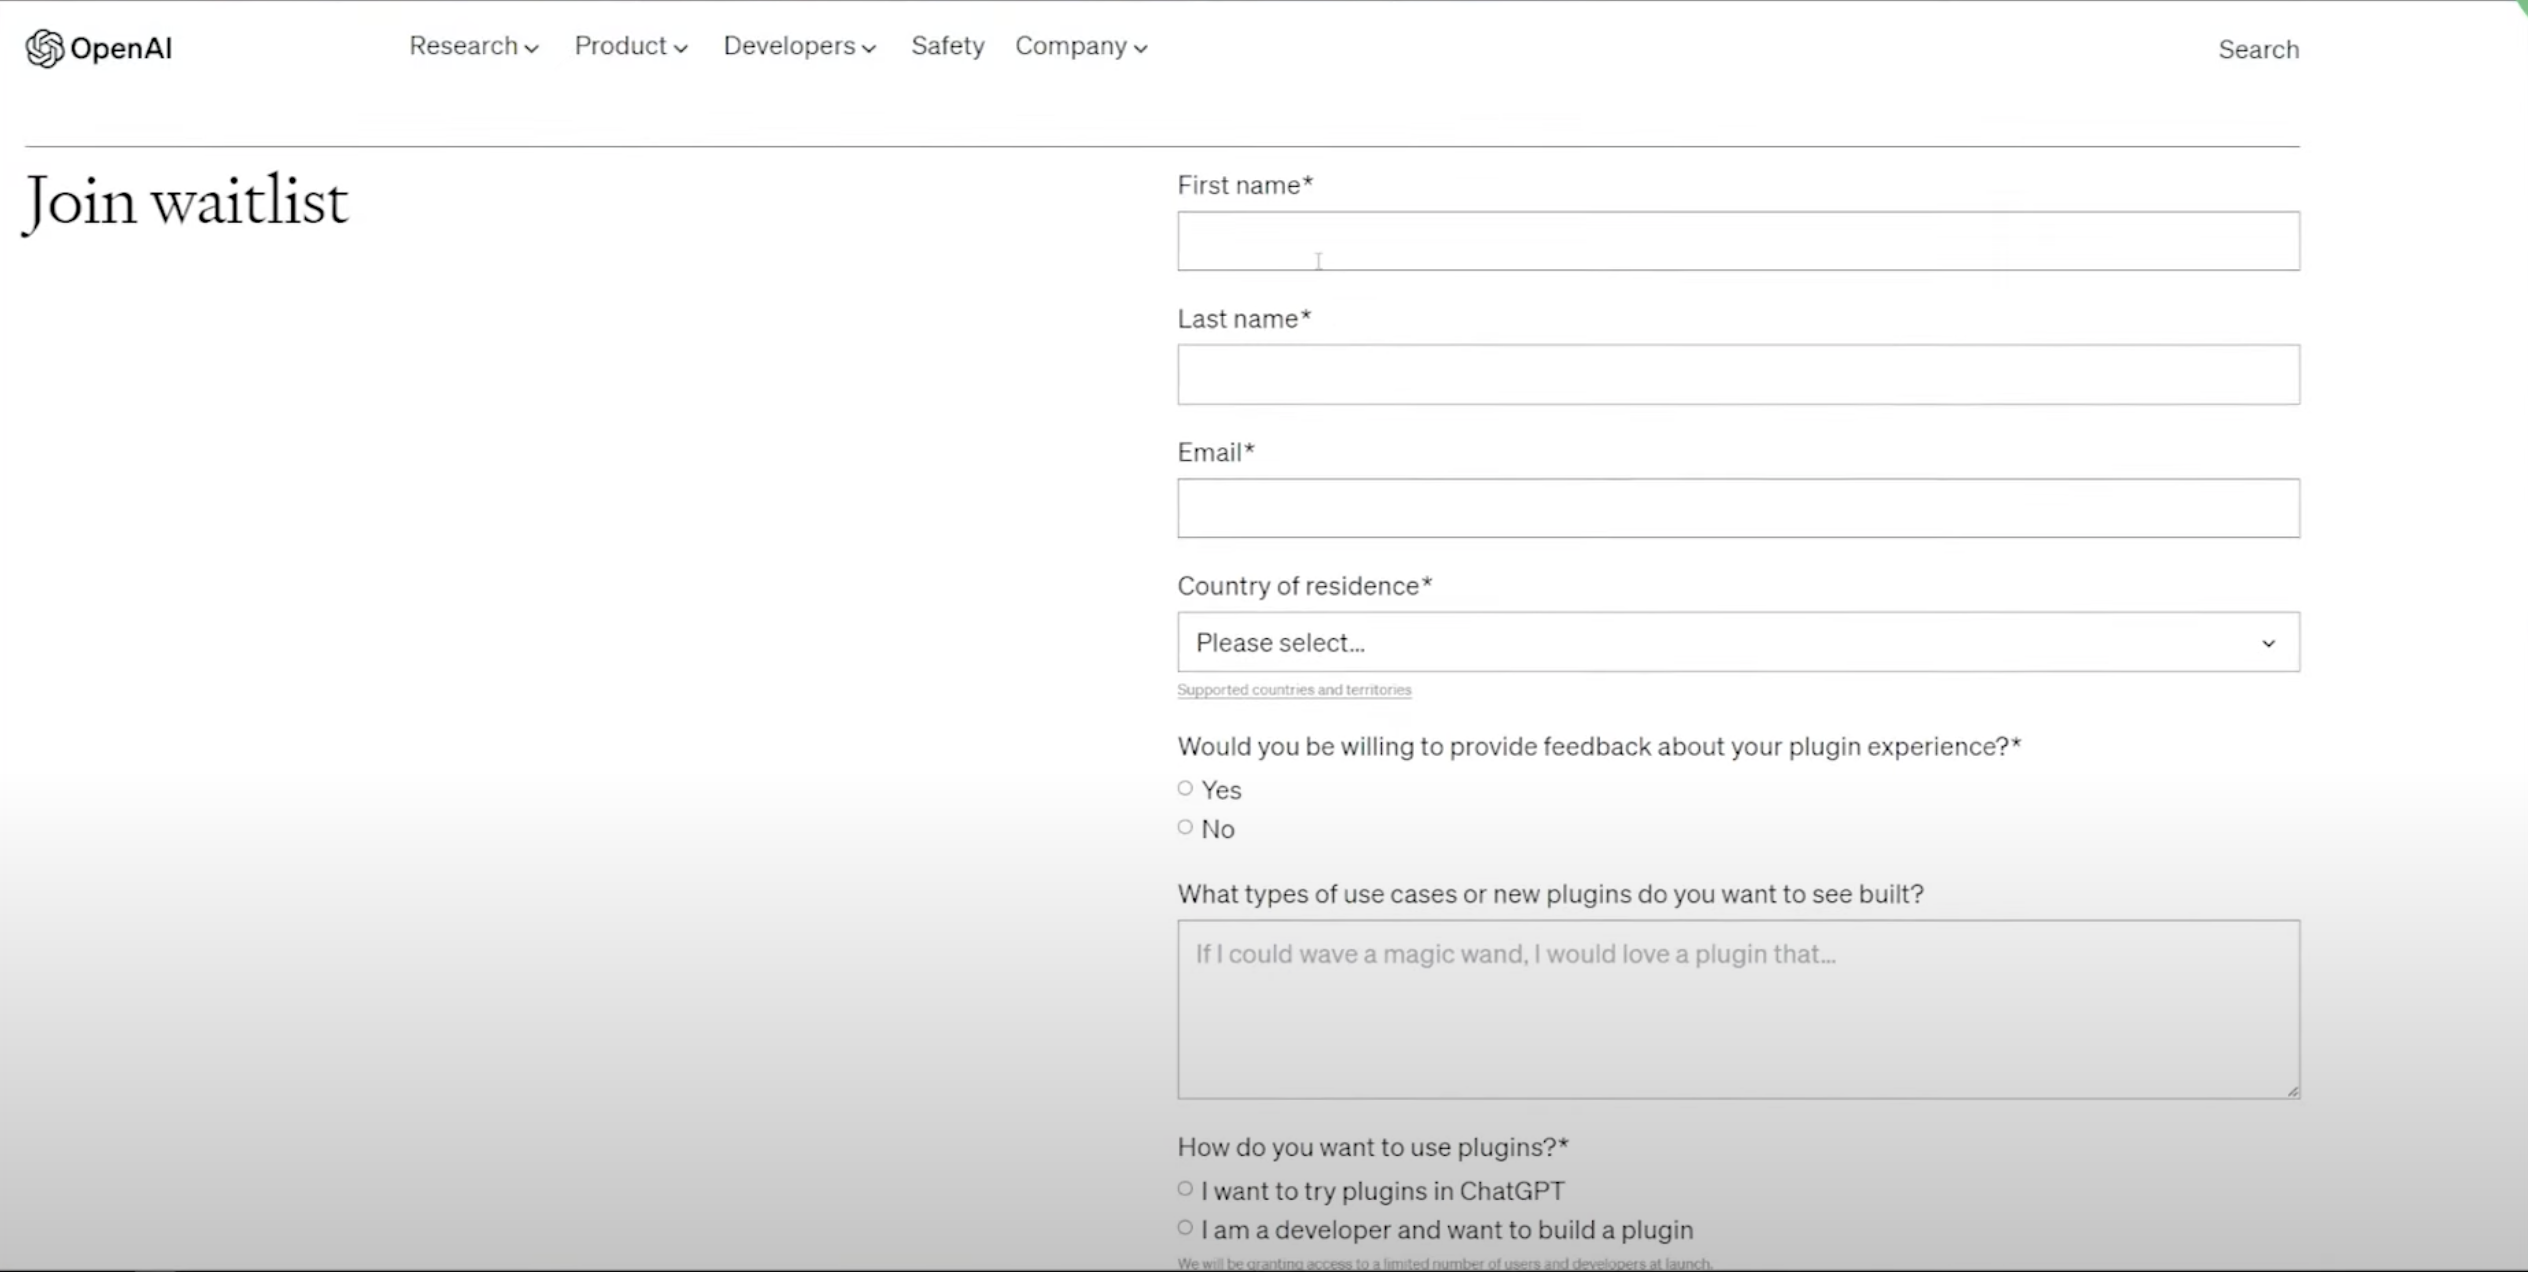 OpenAI
Research
Product
Developers
Safety
Company
Search
Join waitlist
First name*
Last name*
Email*
Country of residence*
Please select...
Supported countries and territories
Would you be willing to provide feedback about your plugin experience?*
Yes
No
What types of use cases or new plugins do you want to see built?
If I could wave a magic wand, I would love a plugin that...
How do you want to use plugins?*
I want to try plugins in ChatGPT
I am a developer and want to build a plugin
We will be granting access to a limited number of users and developers at launch.